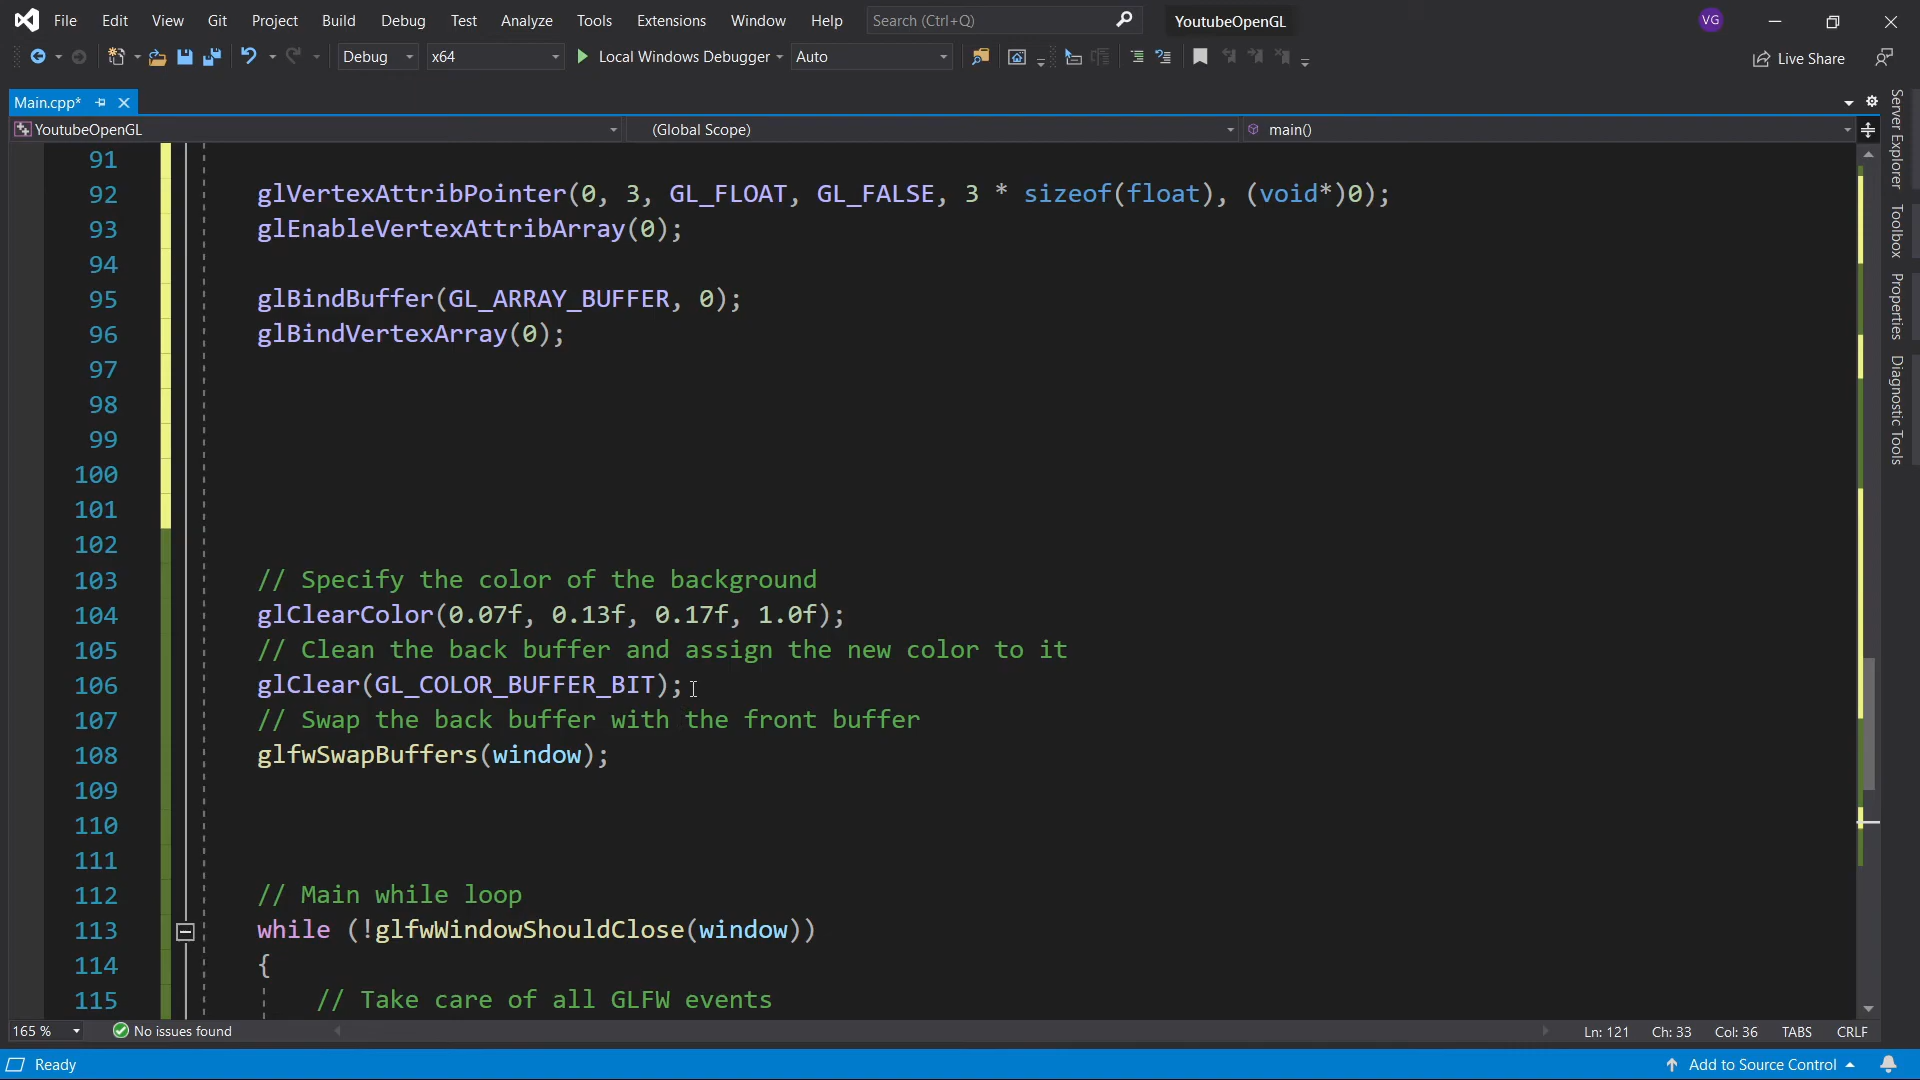 File Edit View Git Project Build Debug Test Analyze Tools Extensions Window Help Search (Ctrl+Q) YoutubeOpenGL VG
Debug x64 Local Windows Debugger Auto Live Share
Main.cpp*
YoutubeOpenGL (Global Scope) main()
91
92 glVertexAttribPointer(0, 3, GL_FLOAT, GL_FALSE, 3 * sizeof(float), (void*)0);
93 glEnableVertexAttribArray(0);
94
95 glBindBuffer(GL_ARRAY_BUFFER, 0);
96 glBindVertexArray(0);
97
98
99
100
101
102
103 // Specify the color of the background
104 glClearColor(0.07f, 0.13f, 0.17f, 1.0f);
105 // Clean the back buffer and assign the new color to it
106 glClear(GL_COLOR_BUFFER_BIT);
107 // Swap the back buffer with the front buffer
108 glfwSwapBuffers(window);
109
110
111
112 // Main while loop
113 while (!glfwWindowShouldClose(window))
114 {
115 // Take care of all GLFW events
Server Explorer
Toolbox
Properties
Diagnostic Tools
165 % No issues found Ln: 121 Ch: 33 Col: 36 TABS CRLF
Ready Add to Source Control